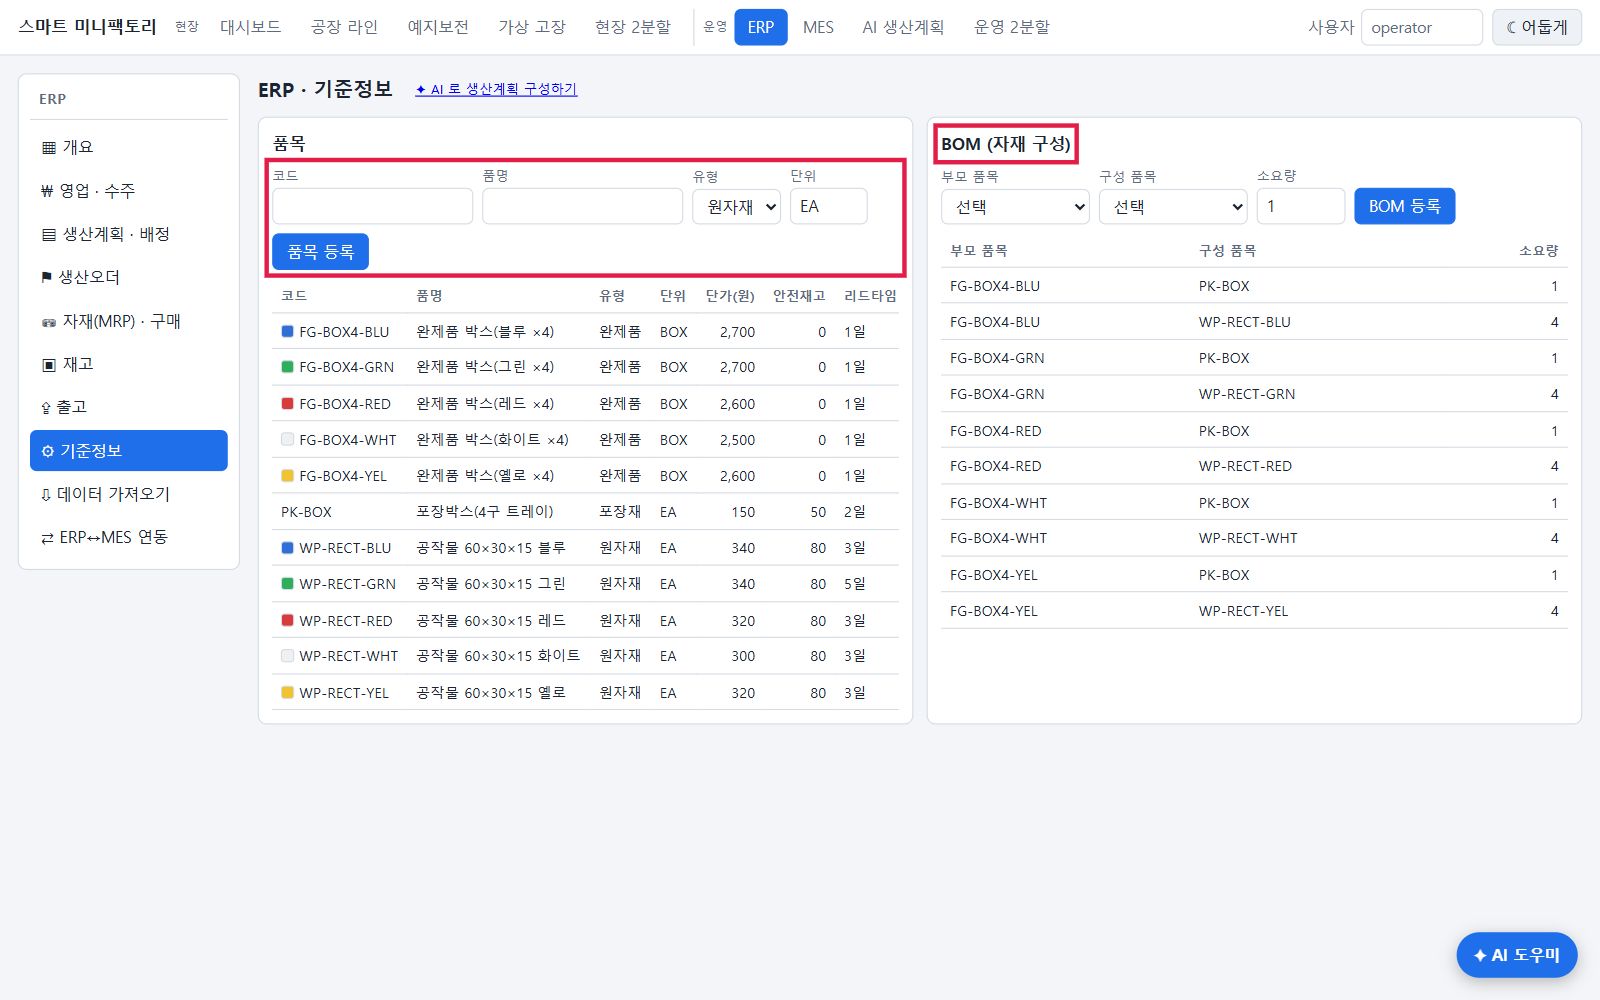 스마트 미니팩토리 현장 대시보드 공장 라인 예지보전 가상 고장 현장 2분할 운영 ERP MES AI 생산계획 운영 2분할 사용자 operator ☾ 어둡게
ERP
▦ 개요
₩ 영업 · 수주
▤ 생산계획 · 배정
⚑ 생산오더
자재(MRP) · 구매
▣ 재고
⇪ 출고
⚙ 기준정보
⇩ 데이터 가져오기
⇄ ERP↔MES 연동
ERP · 기준정보 ✦ AI 로 생산계획 구성하기
품목
코드 품명 유형 단위
원자재 EA
품목 등록
코드 품명 유형 단위 단가(원) 안전재고 리드타임
FG-BOX4-BLU 완제품 박스(블루 ×4) 완제품 BOX 2,700 0 1일
FG-BOX4-GRN 완제품 박스(그린 ×4) 완제품 BOX 2,700 0 1일
FG-BOX4-RED 완제품 박스(레드 ×4) 완제품 BOX 2,600 0 1일
FG-BOX4-WHT 완제품 박스(화이트 ×4) 완제품 BOX 2,500 0 1일
FG-BOX4-YEL 완제품 박스(옐로 ×4) 완제품 BOX 2,600 0 1일
PK-BOX 포장박스(4구 트레이) 포장재 EA 150 50 2일
WP-RECT-BLU 공작물 60×30×15 블루 원자재 EA 340 80 3일
WP-RECT-GRN 공작물 60×30×15 그린 원자재 EA 340 80 5일
WP-RECT-RED 공작물 60×30×15 레드 원자재 EA 320 80 3일
WP-RECT-WHT 공작물 60×30×15 화이트 원자재 EA 300 80 3일
WP-RECT-YEL 공작물 60×30×15 옐로 원자재 EA 320 80 3일
BOM (자재 구성)
부모 품목 구성 품목 소요량
선택 선택 1 BOM 등록
부모 품목 구성 품목 소요량
FG-BOX4-BLU PK-BOX 1
FG-BOX4-BLU WP-RECT-BLU 4
FG-BOX4-GRN PK-BOX 1
FG-BOX4-GRN WP-RECT-GRN 4
FG-BOX4-RED PK-BOX 1
FG-BOX4-RED WP-RECT-RED 4
FG-BOX4-WHT PK-BOX 1
FG-BOX4-WHT WP-RECT-WHT 4
FG-BOX4-YEL PK-BOX 1
FG-BOX4-YEL WP-RECT-YEL 4
✦ AI 도우미